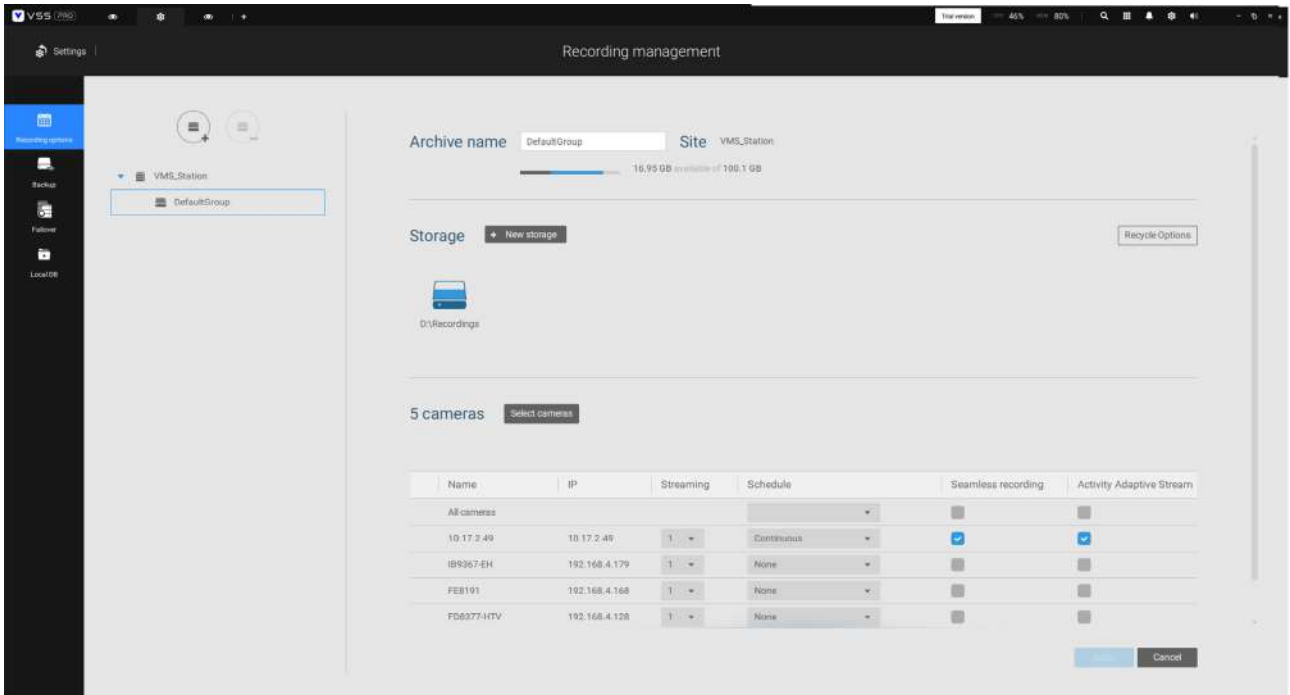 VSS PRO
Trial version 46% 80%
Settings
Recording management
Recording options
Backup
Failover
Local DB
VMS_Station
DefaultGroup
Archive name DefaultGroup Site VMS_Station
16.95 GB available of 100.1 GB
Storage + New storage Recycle Options
D:\Recordings
5 cameras Select cameras
Name IP Streaming Schedule Seamless recording Activity Adaptive Stream
All cameras
10.17.2.49 10.17.2.49 1 Continuous
IB9367-EH 192.168.4.179 1 None
FE8191 192.168.4.168 1 None
FD8377-HTV 192.168.4.128 1 None
Cancel